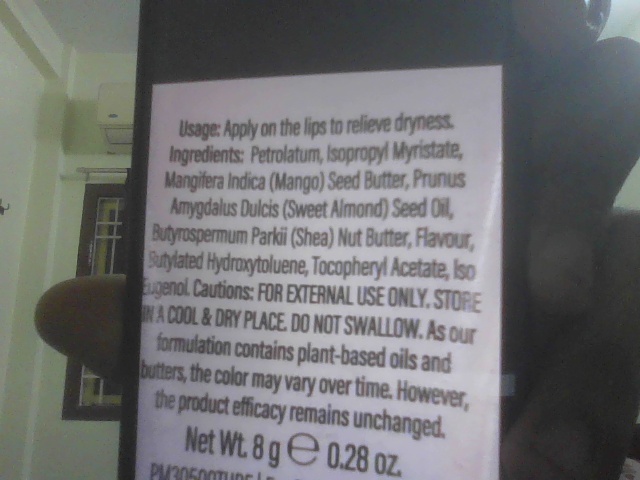 Usage: Apply on the lips to relieve dryness.
Ingredients: Petrolatum, Isopropyl Myristate,
Mangifera Indica (Mango) Seed Butter, Prunus
Amygdalus Dulcis (Sweet Almond) Seed Oil,
Butyrospermum Parkii (Shea) Nut Butter, Flavour,
Butylated Hydroxytoluene, Tocopheryl Acetate, Iso
Eugenol. Cautions: FOR EXTERNAL USE ONLY. STORE
IN A COOL & DRY PLACE. DO NOT SWALLOW. As our
formulation contains plant-based oils and
butters, the color may vary over time. However,
the product efficacy remains unchanged.
Net Wt. 8 g ℮ 0.28 oz.